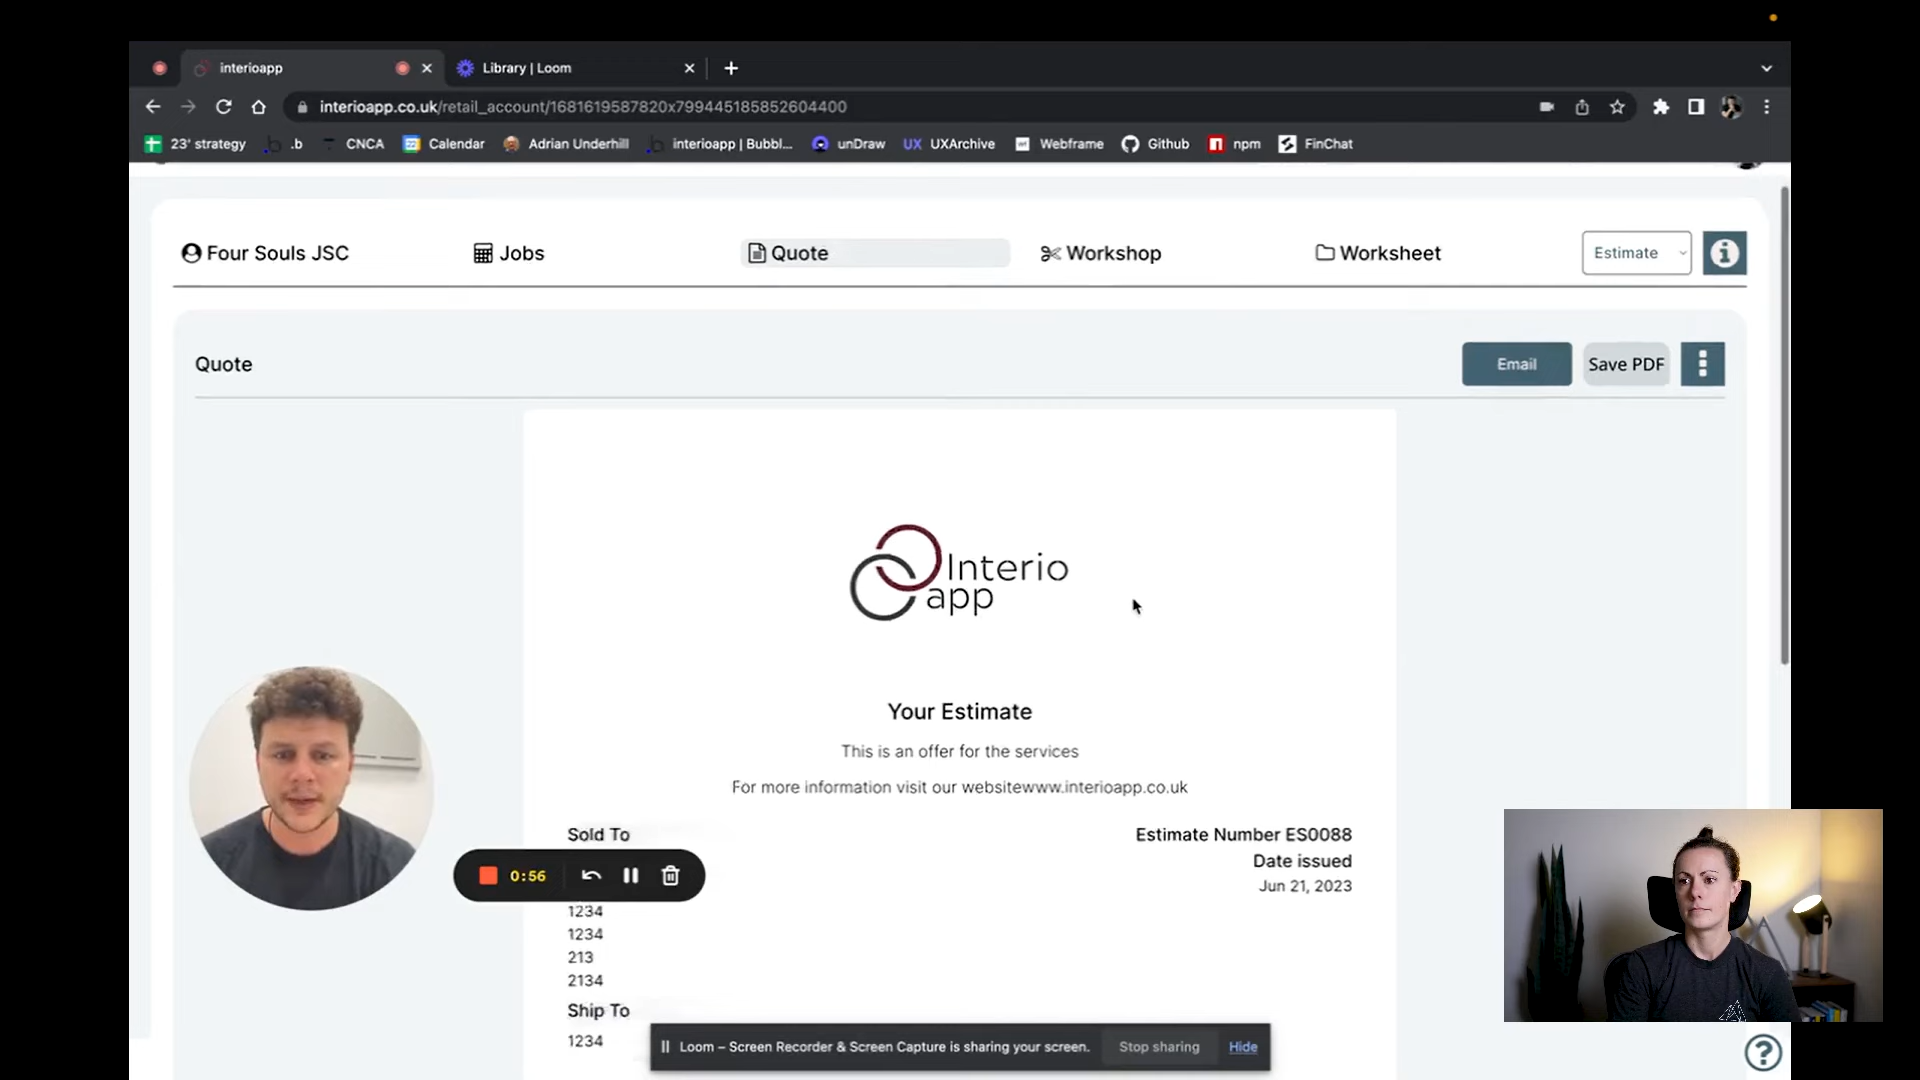 interioapp
Library | Loom
interioapp.co.uk/retail_account/1681619587820x799445185852604400
23' strategy
.b
CNCA
Calendar
Adrian Underhill
interioapp | Bubbl...
unDraw
UX UXArchive
Webframe
Github
npm
FinChat
Four Souls JSC
Jobs
Quote
Workshop
Worksheet
Estimate
Quote
Email
Save PDF
Interio
app
Your Estimate
This is an offer for the services
For more information visit our websitewww.interioapp.co.uk
Sold To
Estimate Number ES0088
Date issued
Jun 21, 2023
0:56
1234
1234
213
2134
Ship To
1234
Loom – Screen Recorder & Screen Capture is sharing your screen.
Stop sharing
Hide